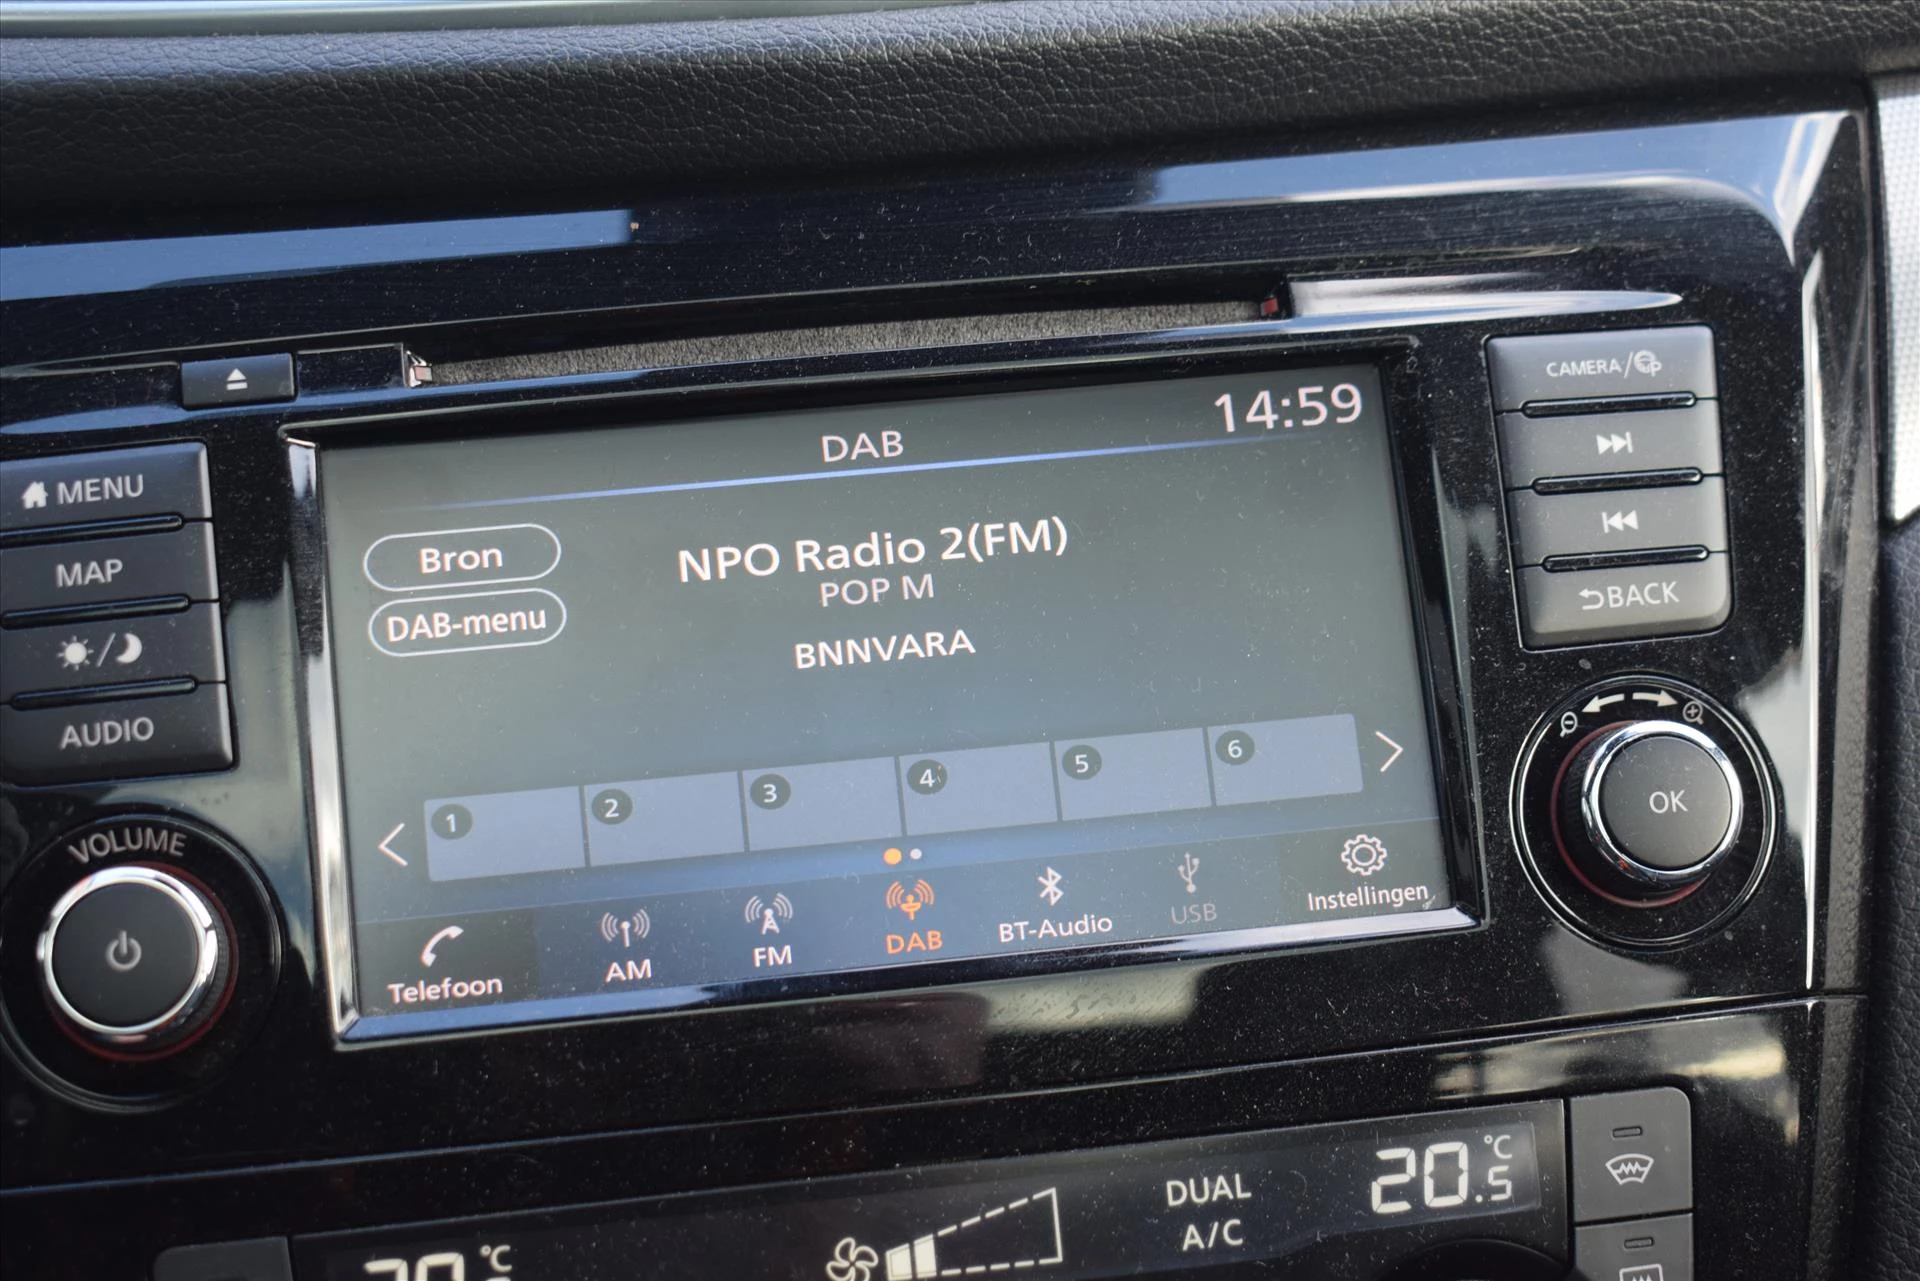 14:59
DAB
CAMERA/
MENU
MAP
AUDIO
VOLUME
Bron
DAB-menu
NPO Radio 2(FM)
POP M
BNNVARA
BACK
OK
1 2 3 4 5 6
Telefoon
AM
FM
DAB
BT-Audio
USB
Instellingen
DUAL
A/C
20.5 °C
°C